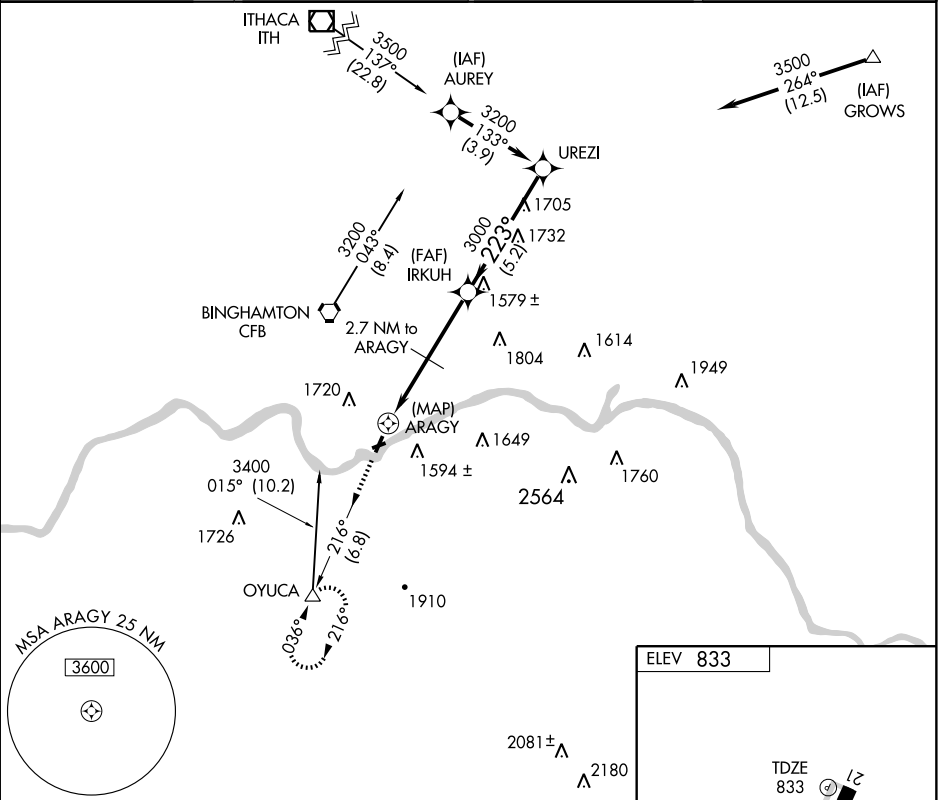 ITHACA
ITH
3500
137°
(22.8)
(IAF)
AUREY
3200
133°
(3.9)
UREZI
3500
264°
(12.5)
(IAF)
GROWS
1705
1732
3000
223°
(5.2)
3200
043°
(8.4)
(FAF)
IRKUH
1579 ±
BINGHAMTON
CFB
2.7 NM to
ARAGY
1804
1614
1949
1720
(MAP)
ARAGY
1649
1594 ±
1760
2564
3400
015° (10.2)
1726
216°
(6.8)
OYUCA
1910
036°
216°
MSA ARAGY 25 NM
3600
ELEV 833
2081±
2180
TDZE
833
P
21